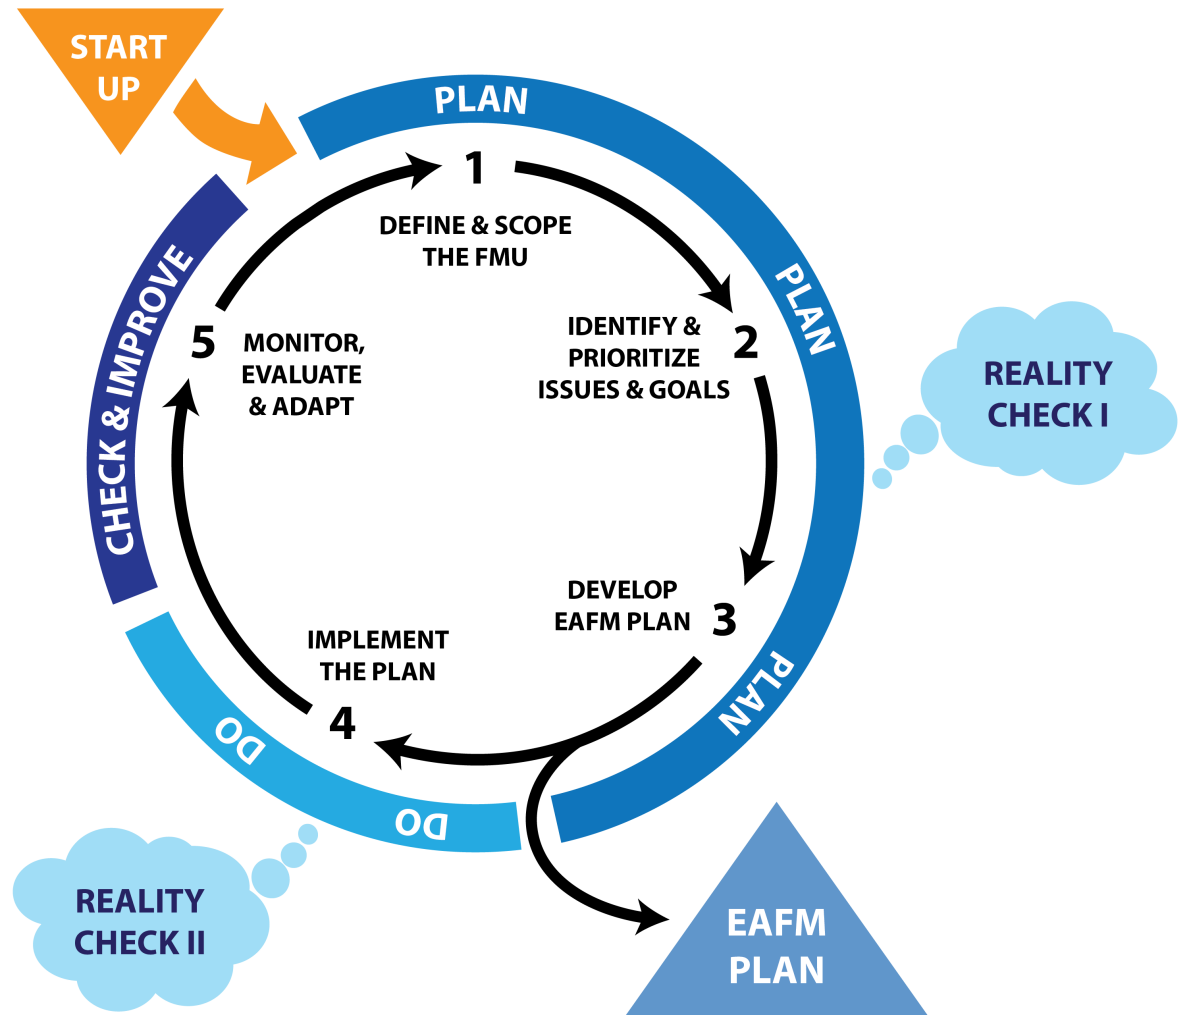 START
UP
PLAN
1
DEFINE & SCOPE
THE FMU
PLAN
2
IDENTIFY &
PRIORITIZE
ISSUES & GOALS
REALITY
CHECK I
3
DEVELOP
EAFM PLAN
PLAN
EAFM
PLAN
4
IMPLEMENT
THE PLAN
DO
DO
REALITY
CHECK II
5
MONITOR,
EVALUATE
& ADAPT
CHECK & IMPROVE